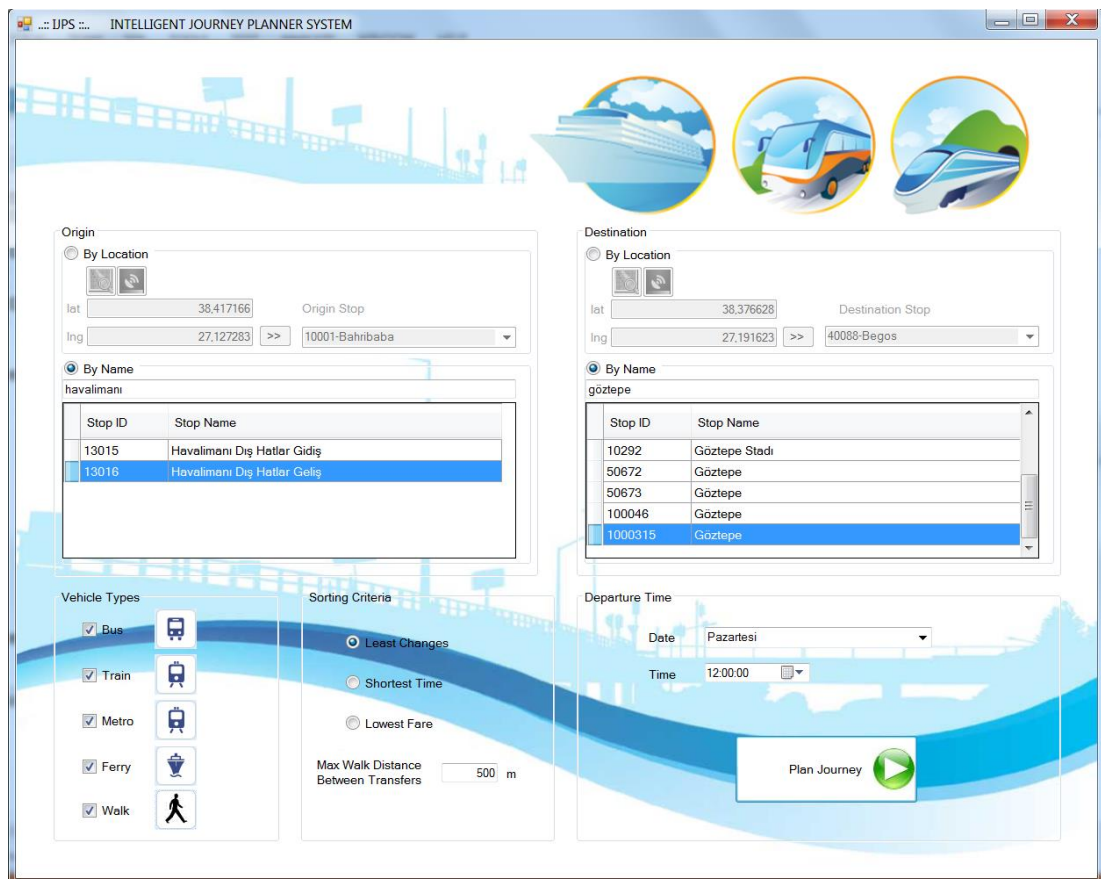 ..:: IJPS ::.. INTELLIGENT JOURNEY PLANNER SYSTEM
Origin
By Location
lat 38,417166 Origin Stop
lng 27,127283 >> 10001-Bahribaba
By Name
havalimanı
Stop ID Stop Name
13015 Havalimanı Dış Hatlar Gidiş
13016 Havalimanı Dış Hatlar Geliş
Destination
By Location
lat 38,376628 Destination Stop
lng 27,191623 >> 40088-Begos
By Name
göztepe
Stop ID Stop Name
10292 Göztepe Stadı
50672 Göztepe
50673 Göztepe
100046 Göztepe
1000315 Göztepe
Vehicle Types
Bus
Train
Metro
Ferry
Walk
Sorting Criteria
Least Changes
Shortest Time
Lowest Fare
Max Walk Distance
Between Transfers 500 m
Departure Time
Date Pazartesi
Time 12:00:00
Plan Journey